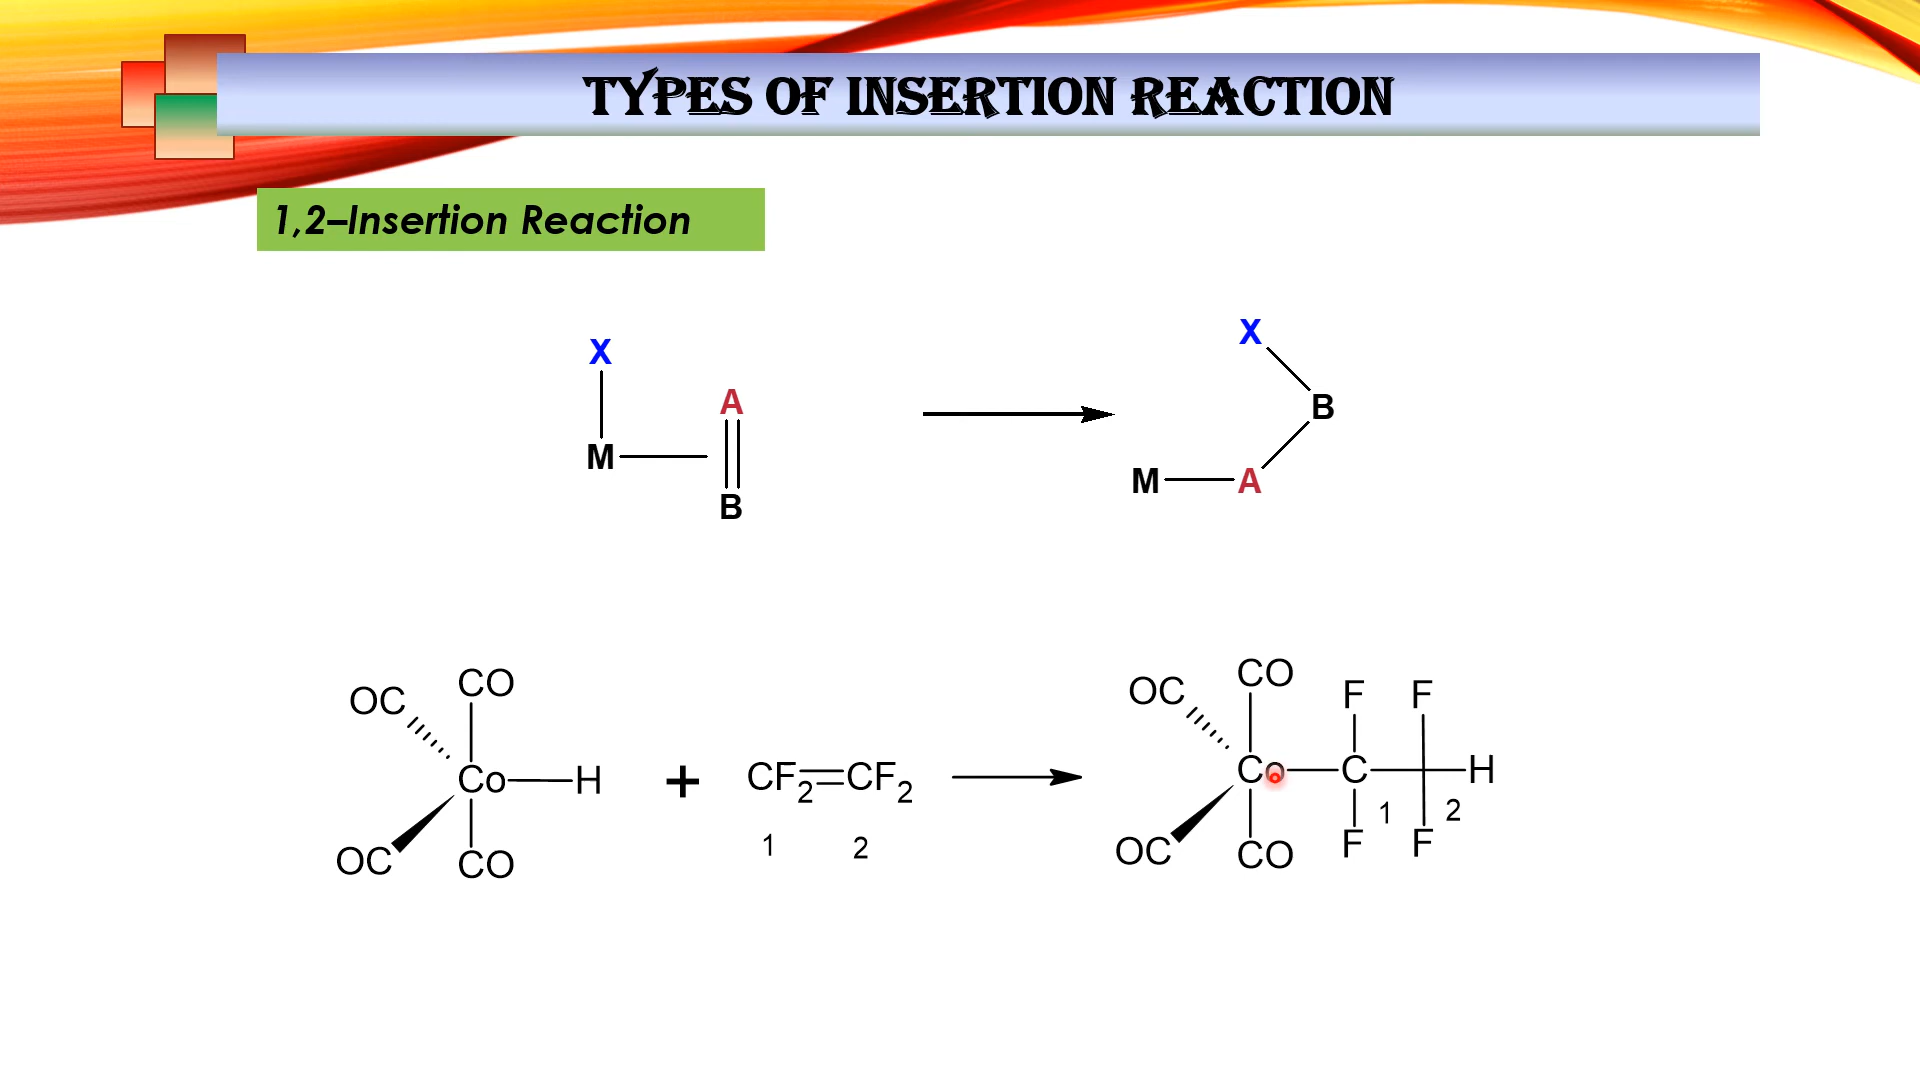 TYPES OF INSERTION REACTION
1,2–Insertion Reaction
X
A
M
B
X
B
M
A
OC
CO
Co
H
OC
CO
+
CF2
CF2
1
2
OC
CO
F
F
Co
C
H
1
2
OC
CO
F
F